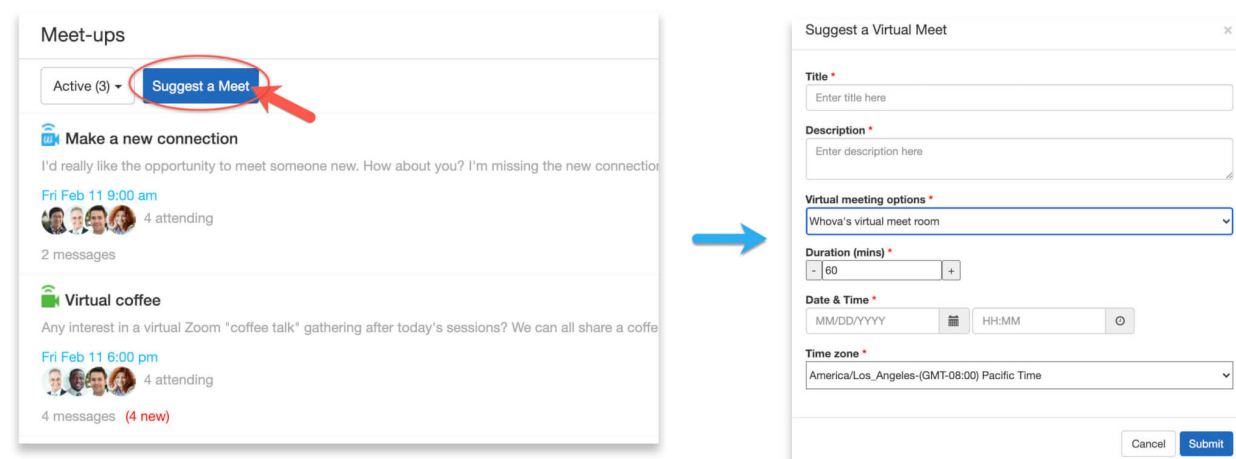 Meet-ups
Active (3)
Suggest a Meet
Make a new connection
I'd really like the opportunity to meet someone new. How about you? I'm missing the new connection
Fri Feb 11 9:00 am
4 attending
2 messages
Virtual coffee
Any interest in a virtual Zoom "coffee talk" gathering after today's sessions? We can all share a coffe
Fri Feb 11 6:00 pm
4 attending
4 messages (4 new)
Suggest a Virtual Meet
×
Title *
Enter title here
Description *
Enter description here
Virtual meeting options *
Whova's virtual meet room
Duration (mins) *
- 60 +
Date & Time *
MM/DD/YYYY HH:MM
Time zone *
America/Los_Angeles-(GMT-08:00) Pacific Time
Cancel Submit